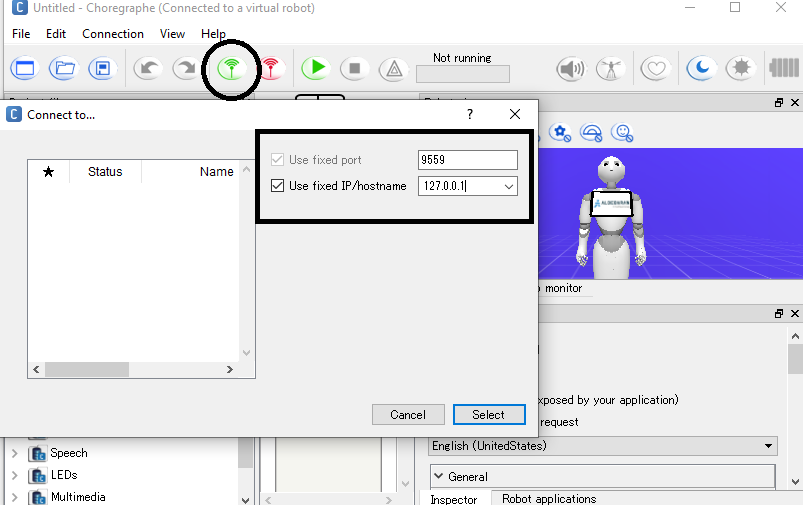 Untitled - Choregraphe (Connected to a virtual robot)
File Edit Connection View Help
Not running
Connect to...
?
Use fixed port 9559
Use fixed IP/hostname 127.0.0.1
★ Status Name
ALDEBARAN
monitor
xposed by your application)
request
Cancel Select
English (UnitedStates)
Speech
General
LEDs
Multimedia
Inspector Robot applications